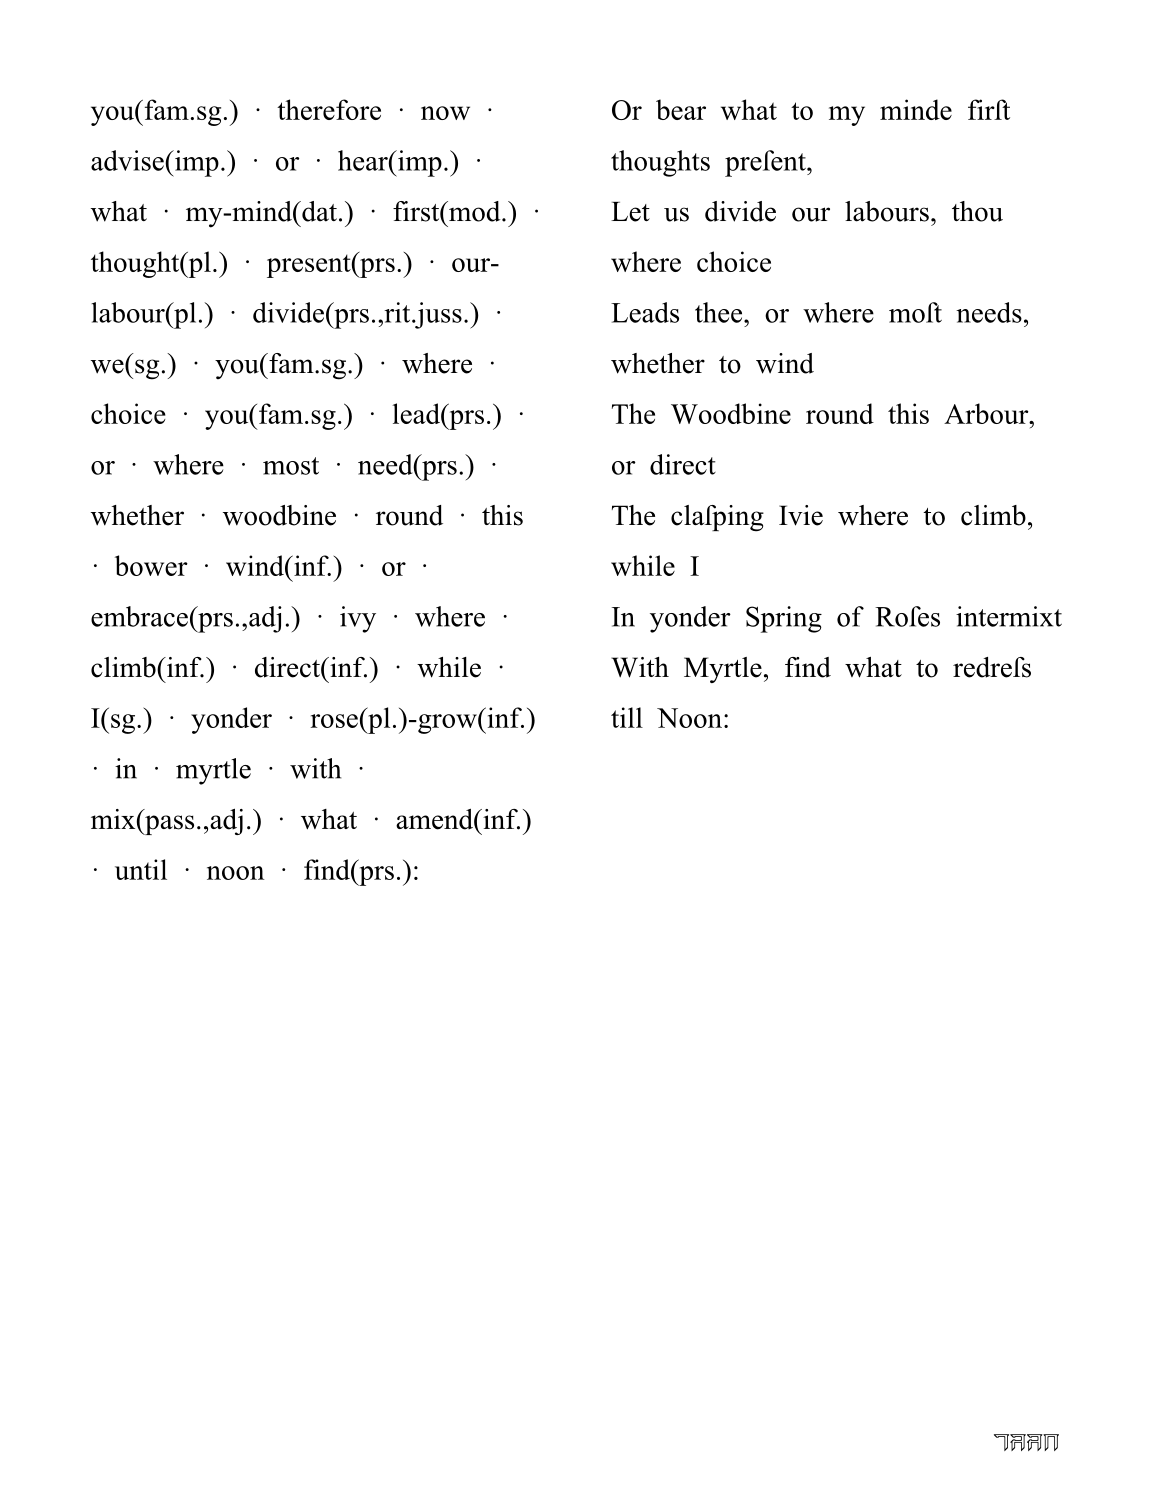 you(fam.sg.) · therefore · now ·
advise(imp.) · or · hear(imp.) ·
what · my-mind(dat.) · first(mod.) ·
thought(pl.) · present(prs.) · our-
labour(pl.) · divide(prs.,rit.juss.) ·
we(sg.) · you(fam.sg.) · where ·
choice · you(fam.sg.) · lead(prs.) ·
or · where · most · need(prs.) ·
whether · woodbine · round · this
· bower · wind(inf.) · or ·
embrace(prs.,adj.) · ivy · where ·
climb(inf.) · direct(inf.) · while ·
I(sg.) · yonder · rose(pl.)-grow(inf.)
· in · myrtle · with ·
mix(pass.,adj.) · what · amend(inf.)
· until · noon · find(prs.):
Or bear what to my minde firſt
thoughts preſent,
Let us divide our labours, thou
where choice
Leads thee, or where moſt needs,
whether to wind
The Woodbine round this Arbour,
or direct
The claſping Ivie where to climb,
while I
In yonder Spring of Roſes intermixt
With Myrtle, find what to redreſs
till Noon: